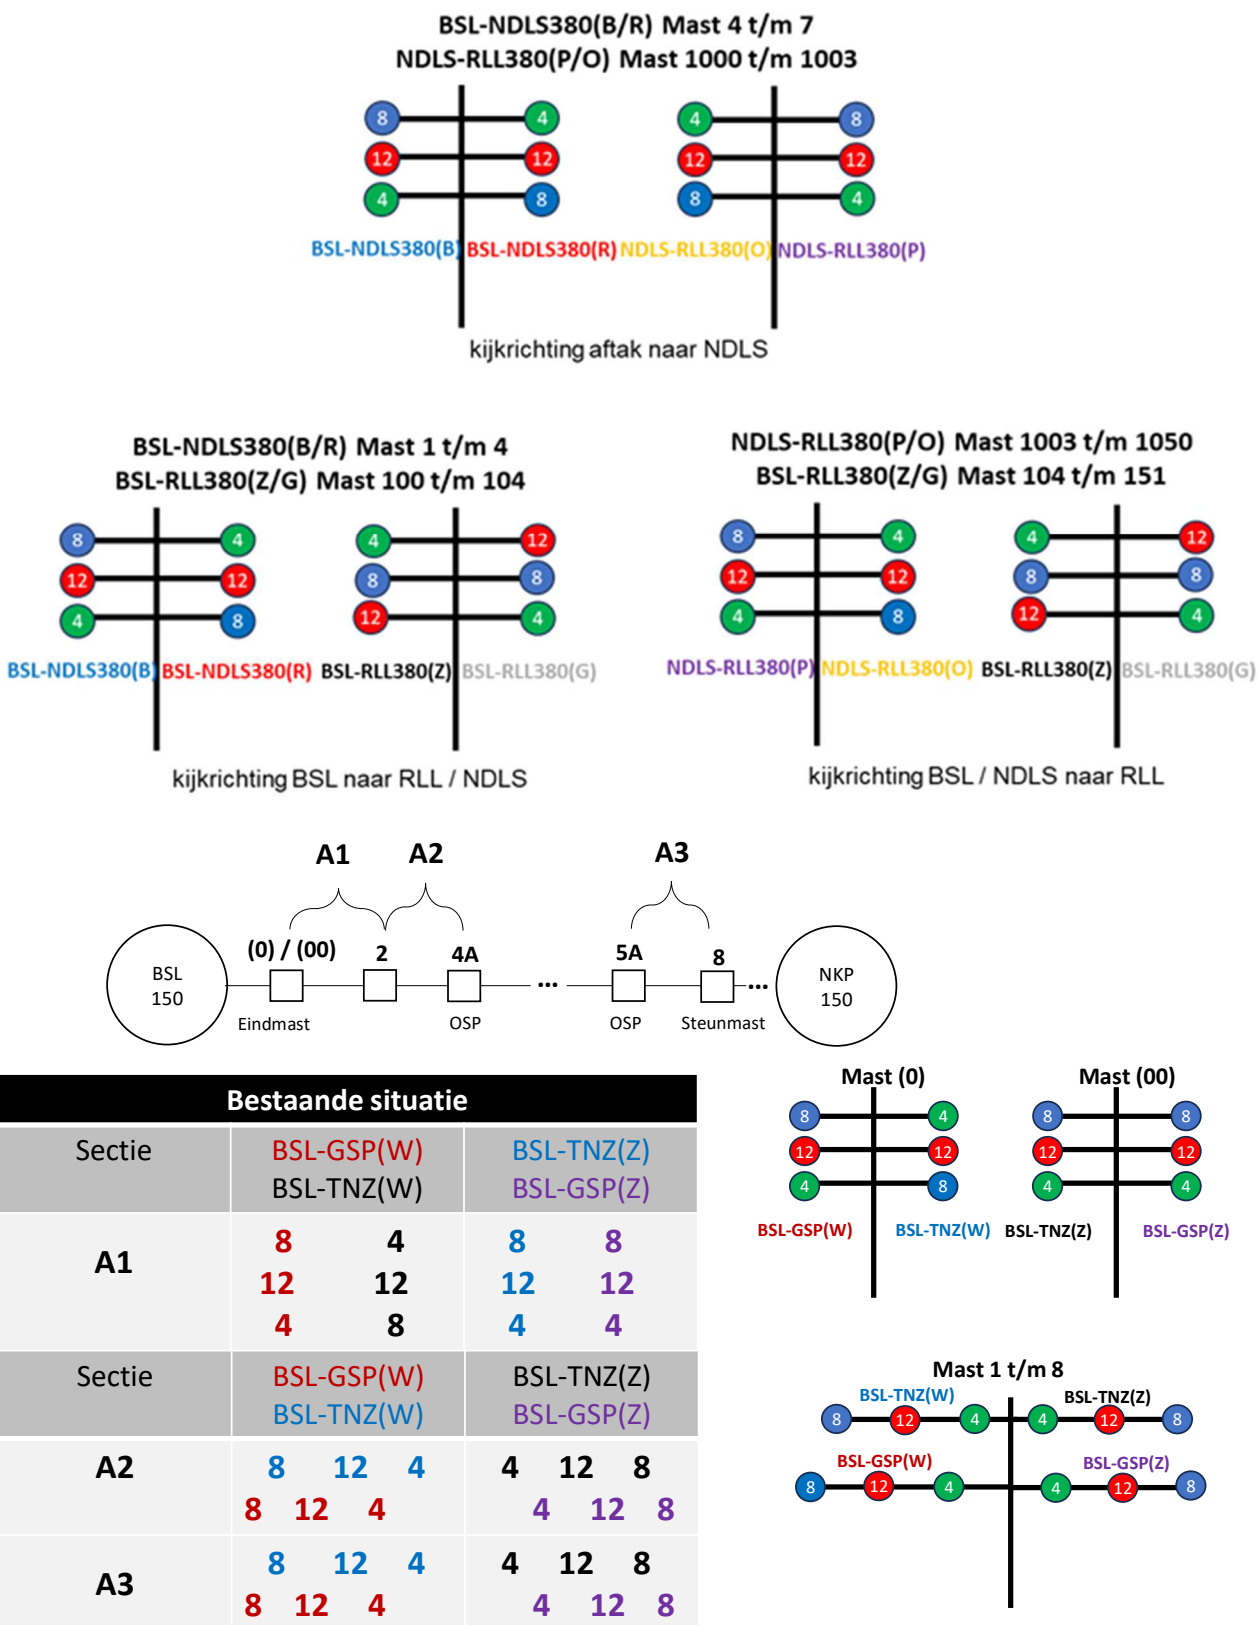 BSL-NDLS380(B/R) Mast 4 t/m 7
NDLS-RLL380(P/O) Mast 1000 t/m 1003
8 4 4 8
12 12 12 12
4 8 8 4
BSL-NDLS380(B) BSL-NDLS380(R) NDLS-RLL380(O) NDLS-RLL380(P)
kijkrichting aftak naar NDLS
BSL-NDLS380(B/R) Mast 1 t/m 4
BSL-RLL380(Z/G) Mast 100 t/m 104
8 4 4 12
12 12 8 8
4 8 12 4
BSL-NDLS380(B) BSL-NDLS380(R) BSL-RLL380(Z) BSL-RLL380(G)
kijkrichting BSL naar RLL / NDLS
NDLS-RLL380(P/O) Mast 1003 t/m 1050
BSL-RLL380(Z/G) Mast 104 t/m 151
8 4 4 12
12 12 8 8
4 8 12 4
NDLS-RLL380(P) NDLS-RLL380(O) BSL-RLL380(Z) BSL-RLL380(G)
kijkrichting BSL / NDLS naar RLL
A1 A2 A3
(0) / (00) 2 4A 5A 8
BSL
150
... ...
NKP
150
Eindmast OSP OSP Steunmast
Bestaande situatie
Sectie BSL-GSP(W) BSL-TNZ(Z)
BSL-TNZ(W) BSL-GSP(Z)
8 4 8 8
A1 12 12 12 12
4 8 4 4
Sectie BSL-GSP(W) BSL-TNZ(Z)
BSL-TNZ(W) BSL-GSP(Z)
A2 8 12 4 4 12 8
8 12 4 4 12 8
A3 8 12 4 4 12 8
8 12 4 4 12 8
Mast (0) Mast (00)
8 4 8 8
12 12 12 12
4 8 4 4
BSL-GSP(W) BSL-TNZ(W) BSL-TNZ(Z) BSL-GSP(Z)
Mast 1 t/m 8
BSL-TNZ(W) BSL-TNZ(Z)
8 12 4 4 12 8
BSL-GSP(W) BSL-GSP(Z)
8 12 4 4 12 8